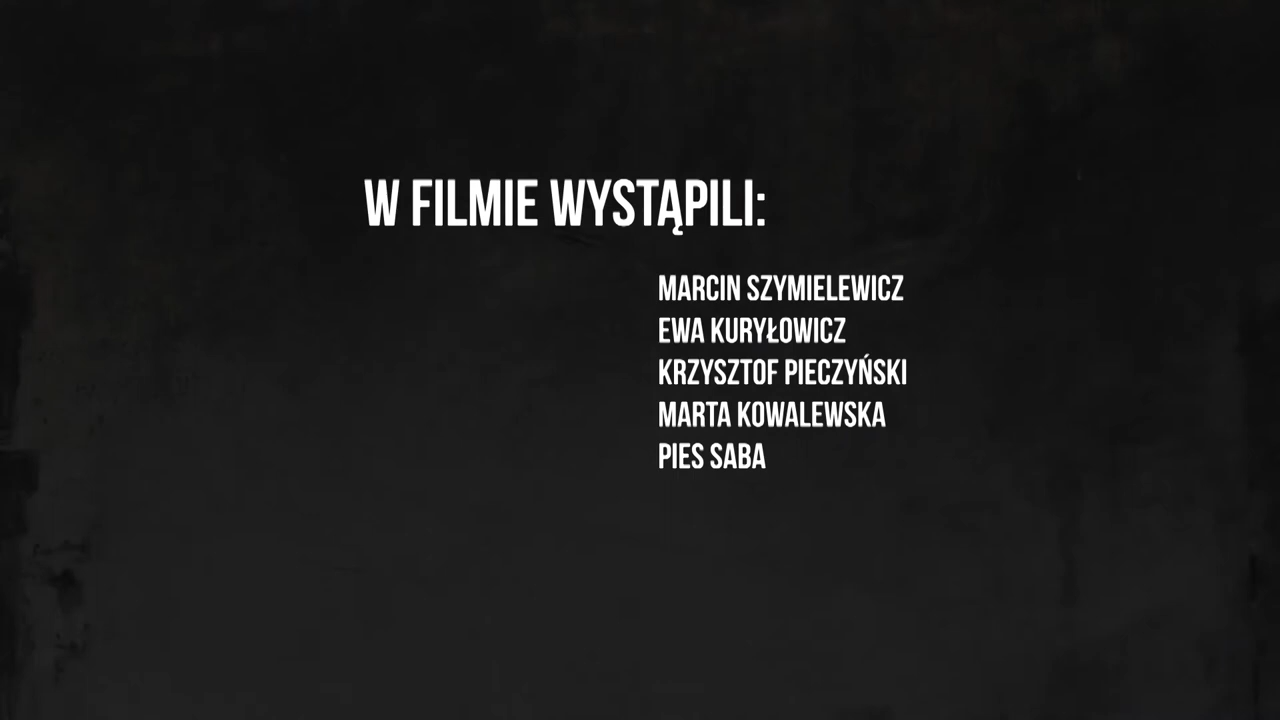 W FILMIE WYSTĄPILI:
MARCIN SZYMIELEWICZ
EWA KURYŁOWICZ
KRZYSZTOF PIECZYŃSKI
MARTA KOWALEWSKA
PIES SABA